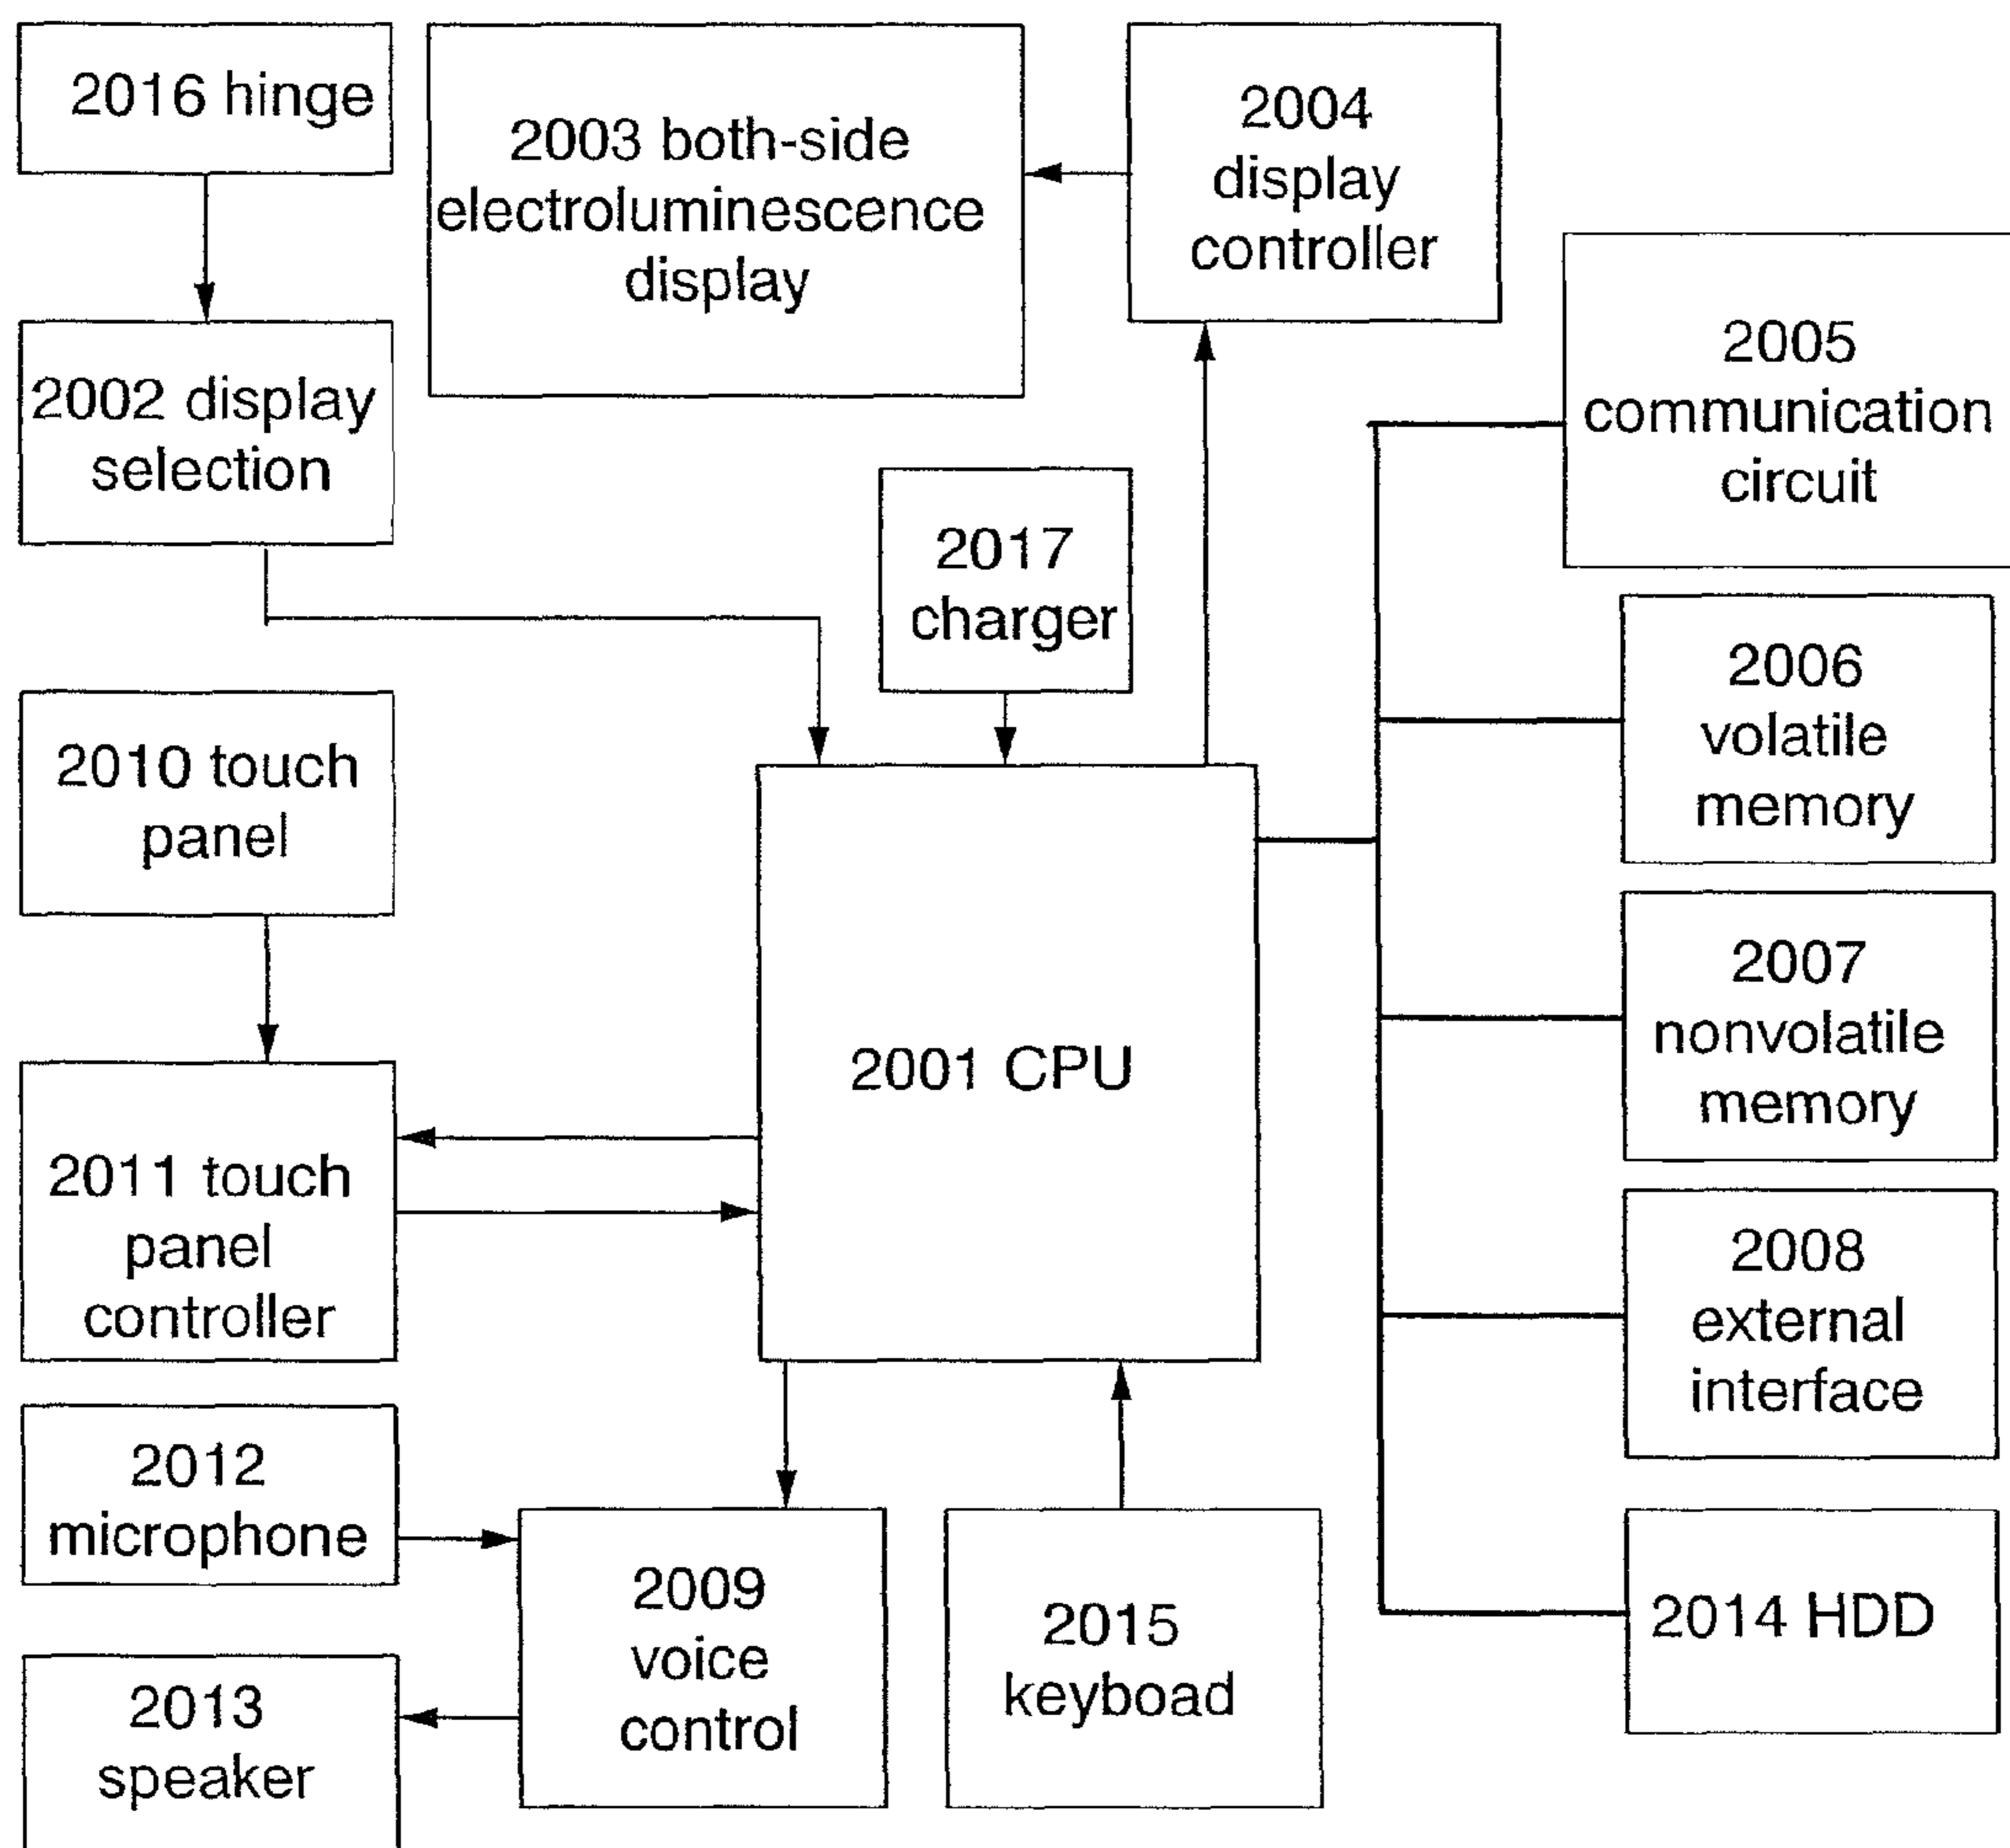 2016 hinge
2003 both-side
electroluminescence
display
2004
display
controller
2002 display
selection
2005
communication
circuit
2017
charger
2006
volatile
memory
2010 touch
panel
2001 CPU
2007
nonvolatile
memory
2011 touch
panel
controller
2008
external
interface
2012
microphone
2009
voice
control
2015
keyboad
2014 HDD
2013
speaker